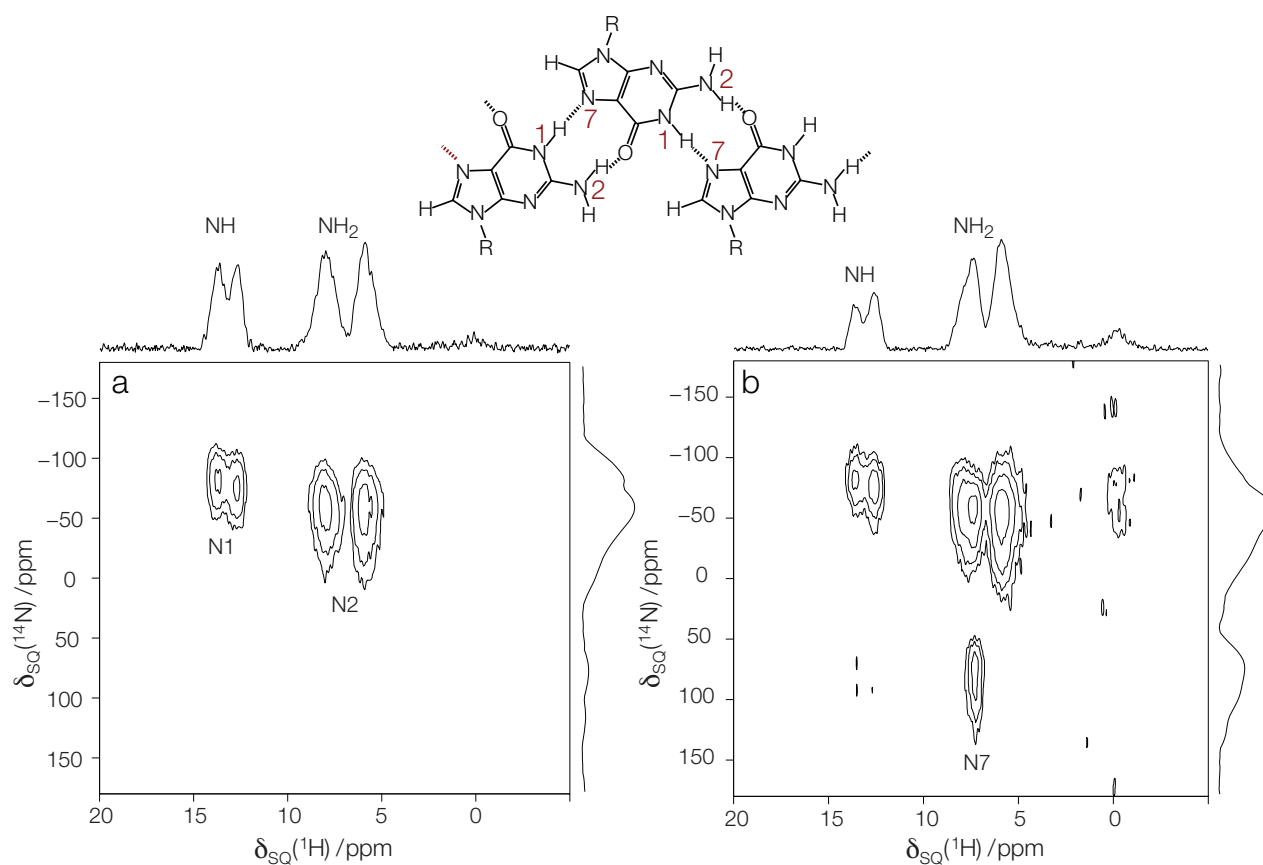 R
H N N H
N 2
H
H O
N
7 N
1 H
O
O H
1 N
O H
N
7
H
N
H
N
2
H
N
N
H
H
N
H
N
N
R
H
N
R
NH
NH₂
NH
NH₂
a
−150
−100
−50
0
50
100
150
δSQ(¹⁴N) /ppm
N1
N2
20 15 10 5 0
δSQ(¹H) /ppm
b
−150
−100
−50
0
50
100
150
δSQ(¹⁴N) /ppm
N7
20 15 10 5 0
δSQ(¹H) /ppm